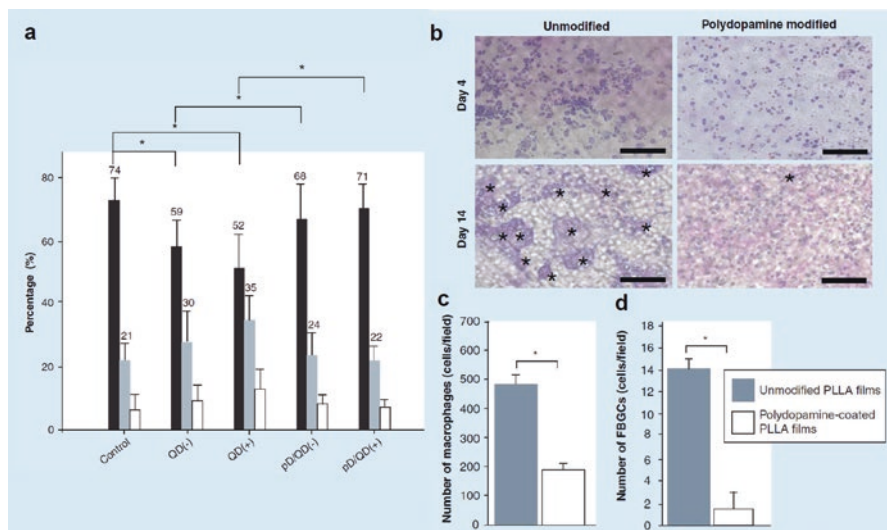 a
*
*
*
*
74
59
52
68
71
21
30
35
24
22
80
60
40
20
0
Percentage (%)
Control
QD(-)
QD(+)
pD/QD(-)
pD/QD(+)
b
Unmodified
Polydopamine modified
Day 4
Day 14
* * * *
* *
* * * *
* * *
c
Number of macrophages (cells/field)
700
600
500
400
300
200
100
0
*
d
Number of FBGCs (cells/field)
18
16
14
12
10
8
6
4
2
0
*
Unmodified PLLA films
Polydopamine-coated
PLLA films